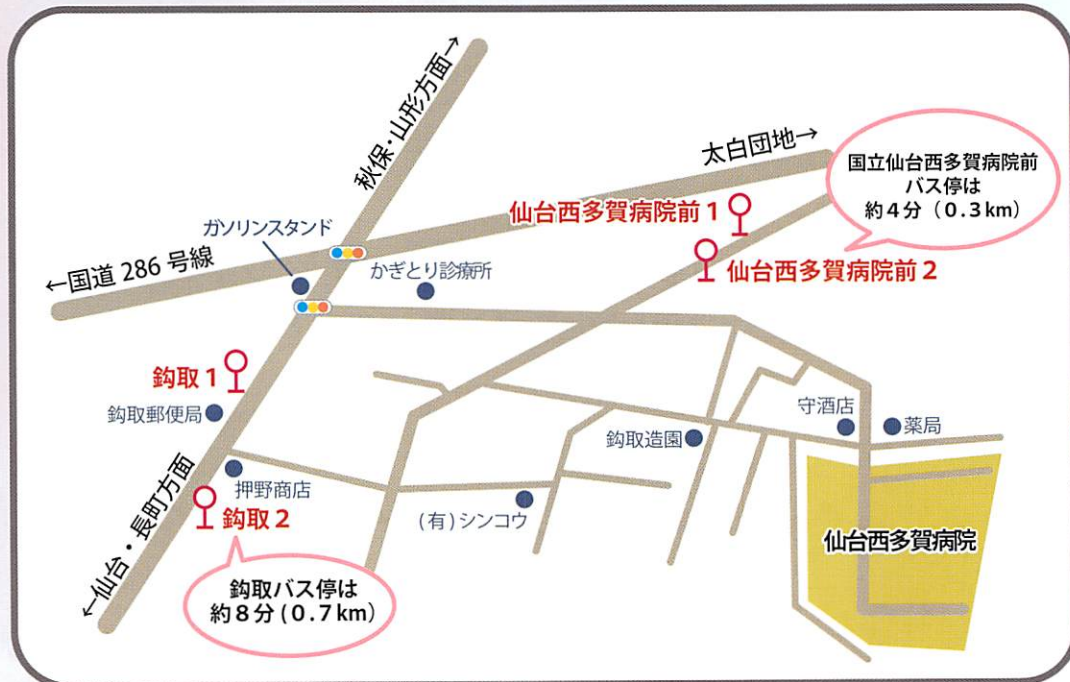 秋保・山形方面→
太白団地→
国立仙台西多賀病院前
バス停は
約4分（0.3km）
仙台西多賀病院前1
ガソリンスタンド
仙台西多賀病院前2
←国道286号線
かぎとり診療所
鈎取1
鈎取郵便局
守酒店
薬局
鈎取造園
押野商店
鈎取2
(有)シンコウ
仙台西多賀病院
←仙台・長町方面
鈎取バス停は
約8分(0.7km)